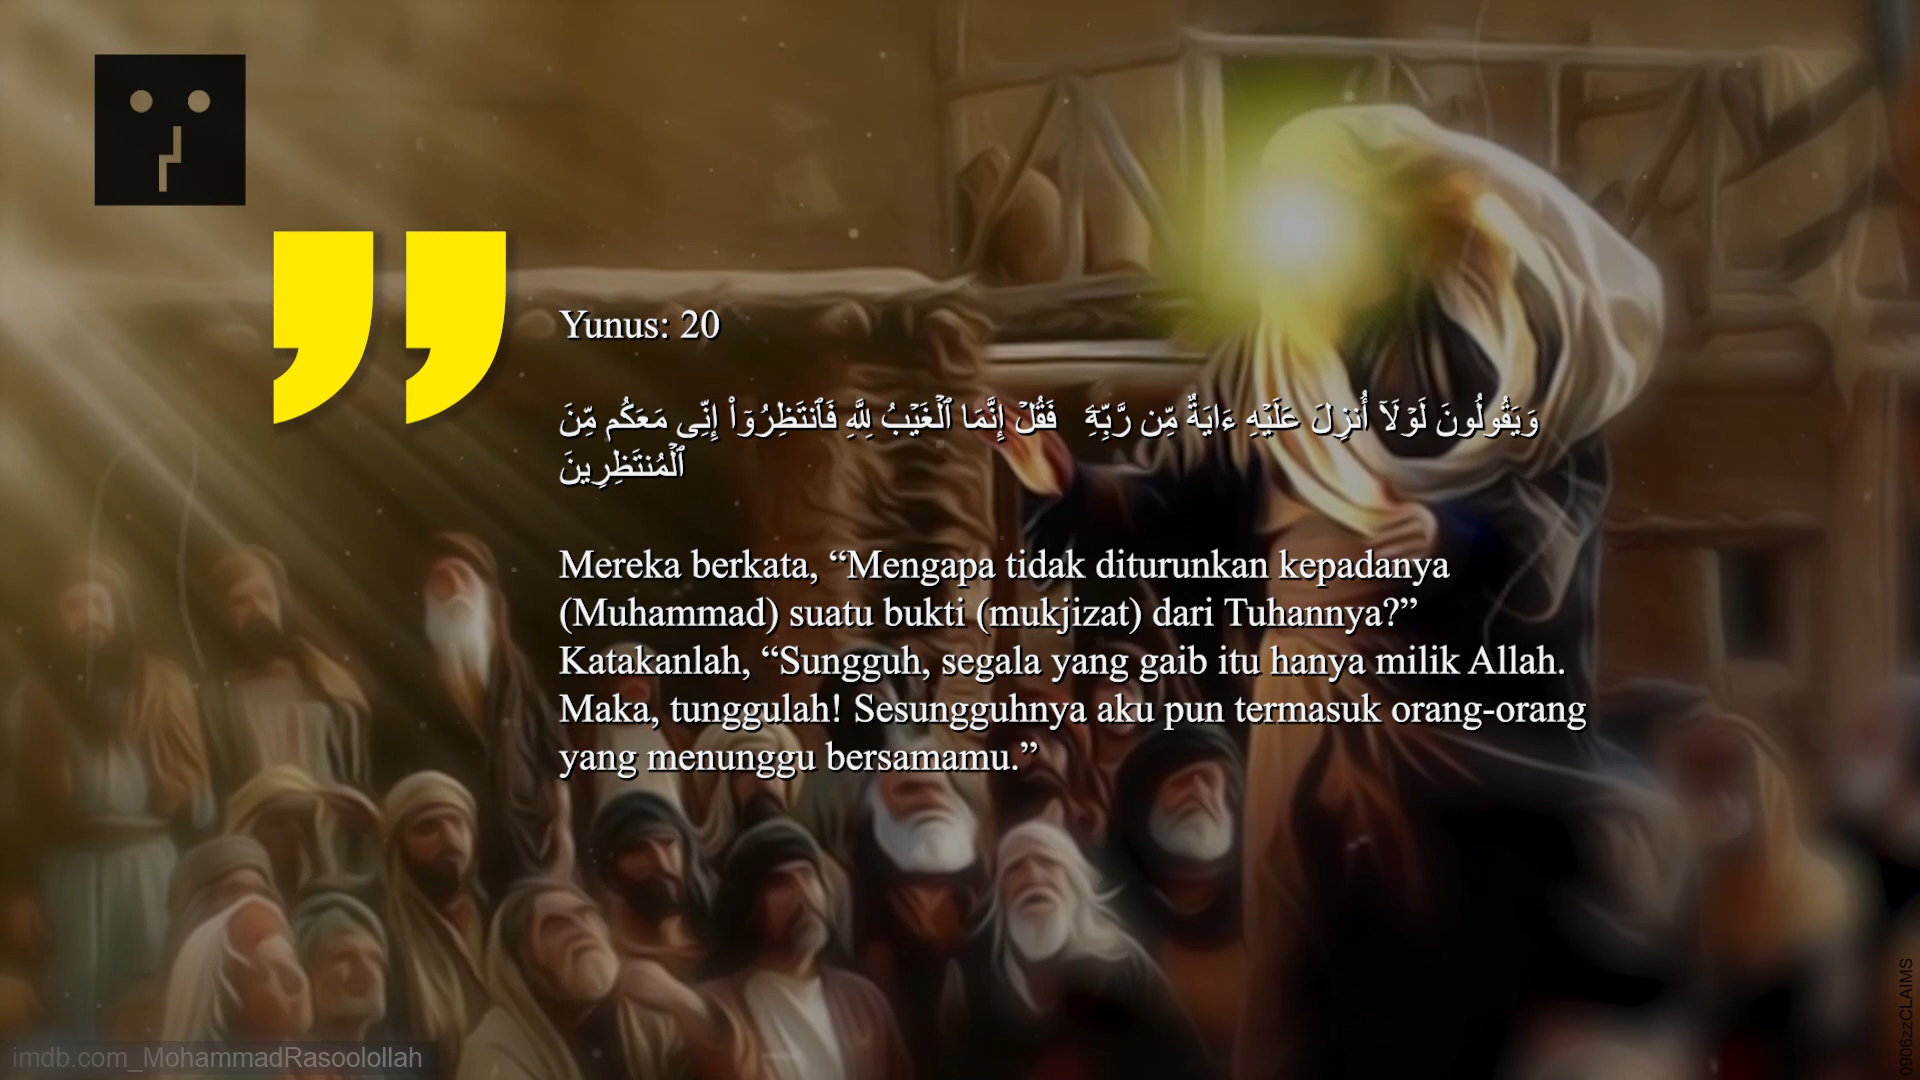 Yunus: 20
وَيَقُولُونَ لَوۡلَآ أُنزِلَ عَلَيۡهِ ءَايَةٌ مِّن رَّبِّهِۦۖ فَقُلۡ إِنَّمَا ٱلۡغَيۡبُ لِلَّهِ فَٱنتَظِرُوٓاْ إِنِّى مَعَكُم مِّنَ
ٱلۡمُنتَظِرِينَ
Mereka berkata, “Mengapa tidak diturunkan kepadanya
(Muhammad) suatu bukti (mukjizat) dari Tuhannya?”
Katakanlah, “Sungguh, segala yang gaib itu hanya milik Allah.
Maka, tunggulah! Sesungguhnya aku pun termasuk orang-orang
yang menunggu bersamamu.”
imdb.com_MohammadRasoolollah
0906zzCLAIMS